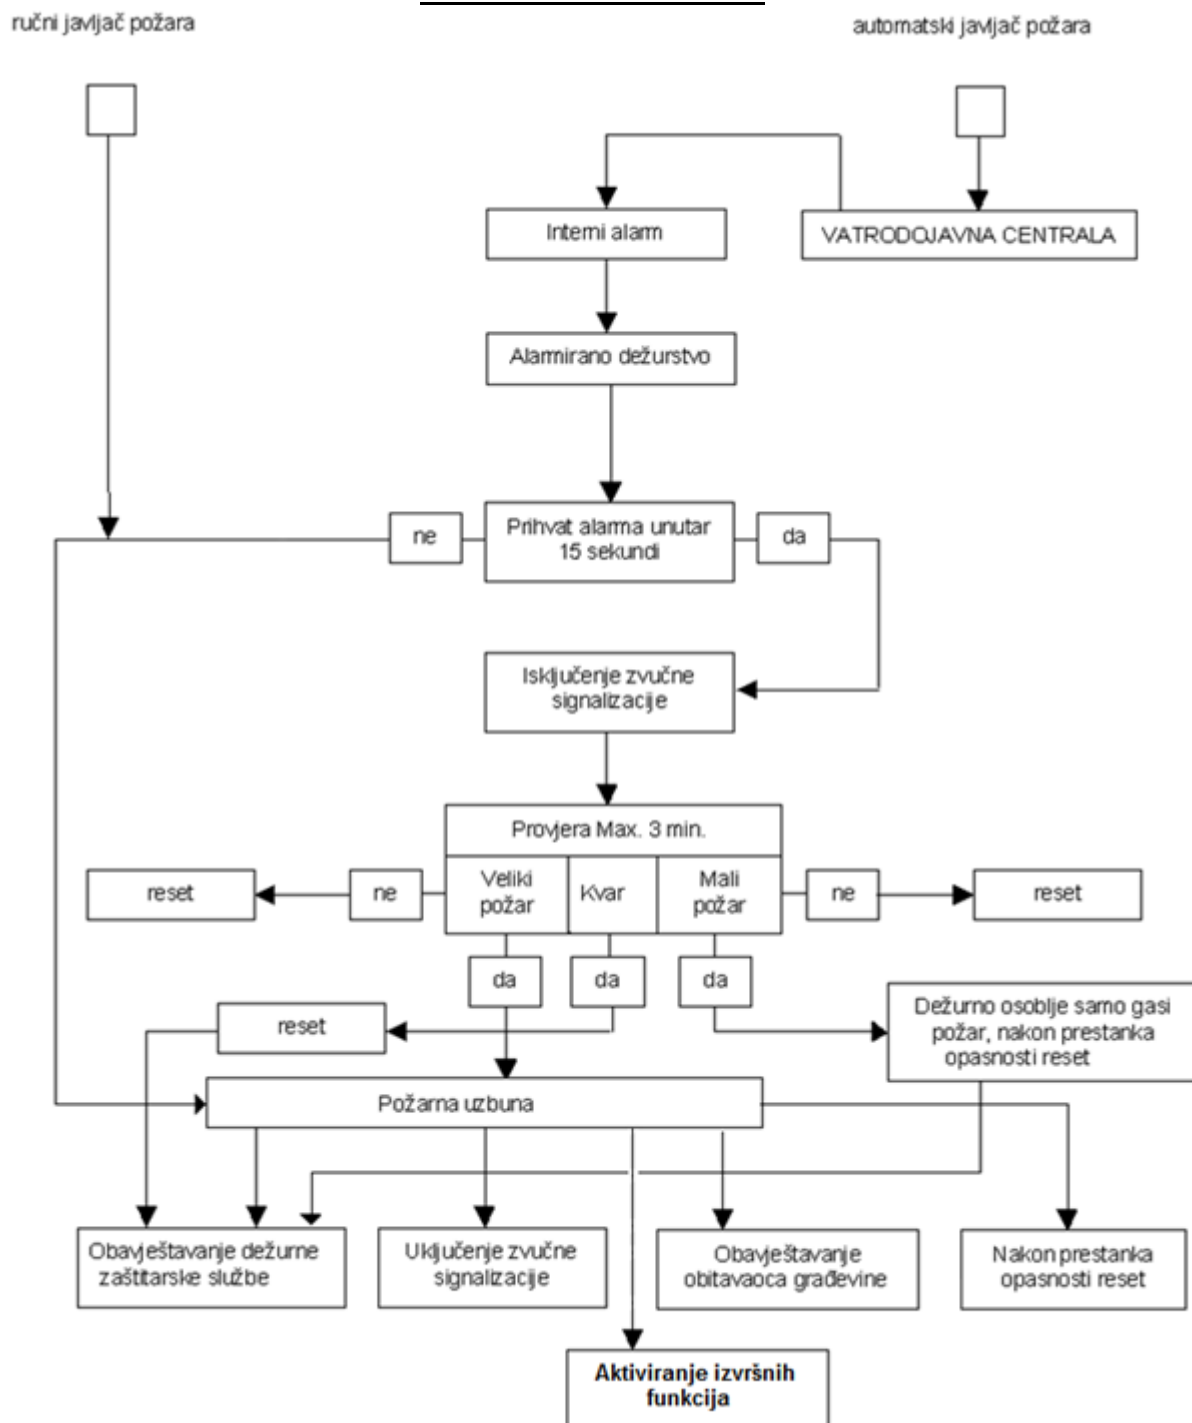 ručni javljač požara
automatski javljač požara
Interni alarm
VATRODOJAVNA CENTRALA
Alarmirano dežurstvo
ne
Prihvat alarma unutar
15 sekundi
da
Isključenje zvučne
signalizacije
Provjera Max. 3 min.
reset
ne
Veliki
požar
Kvar
Mali
požar
ne
reset
da
da
da
reset
Dežurno osoblje samo gasi
požar, nakon prestanka
opasnosti reset
Požarna uzbuna
Obavještavanje dežurne
zaštitarske službe
Uključenje zvučne
signalizacije
Obavještavanje
obitavaoca građevine
Nakon prestanka
opasnosti reset
Aktiviranje izvršnih
funkcija